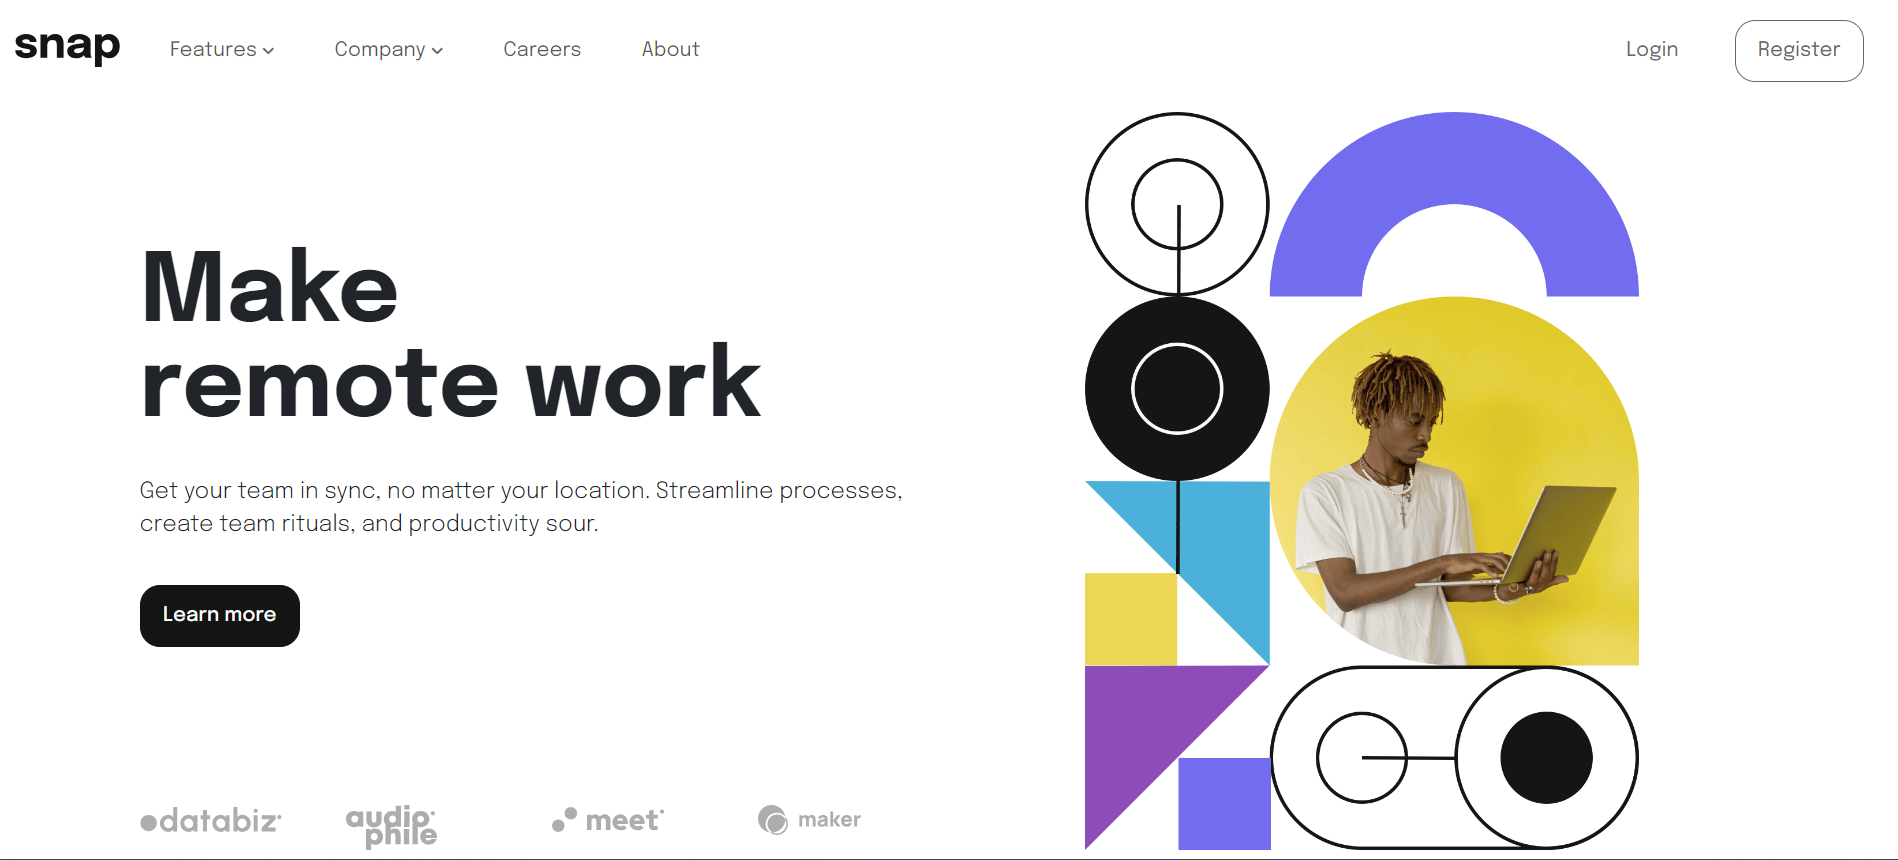 snap
Features
Company
Careers
About
Login
Register
Make
remote work
Get your team in sync, no matter your location. Streamline processes,
create team rituals, and productivity sour.
Learn more
databiz
audio
phile
meet
maker